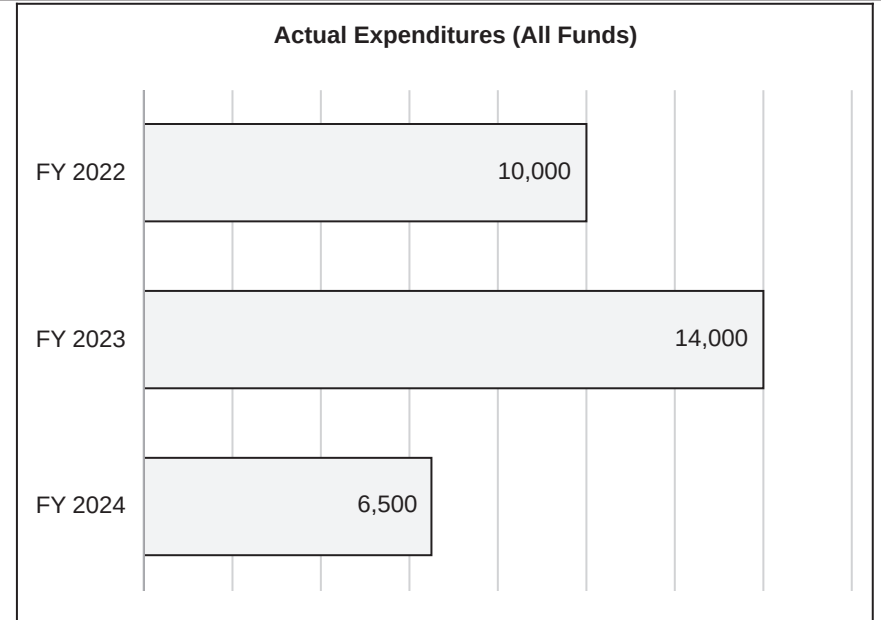 Actual Expenditures (All Funds)
FY 2022
10,000
FY 2023
14,000
FY 2024
6,500